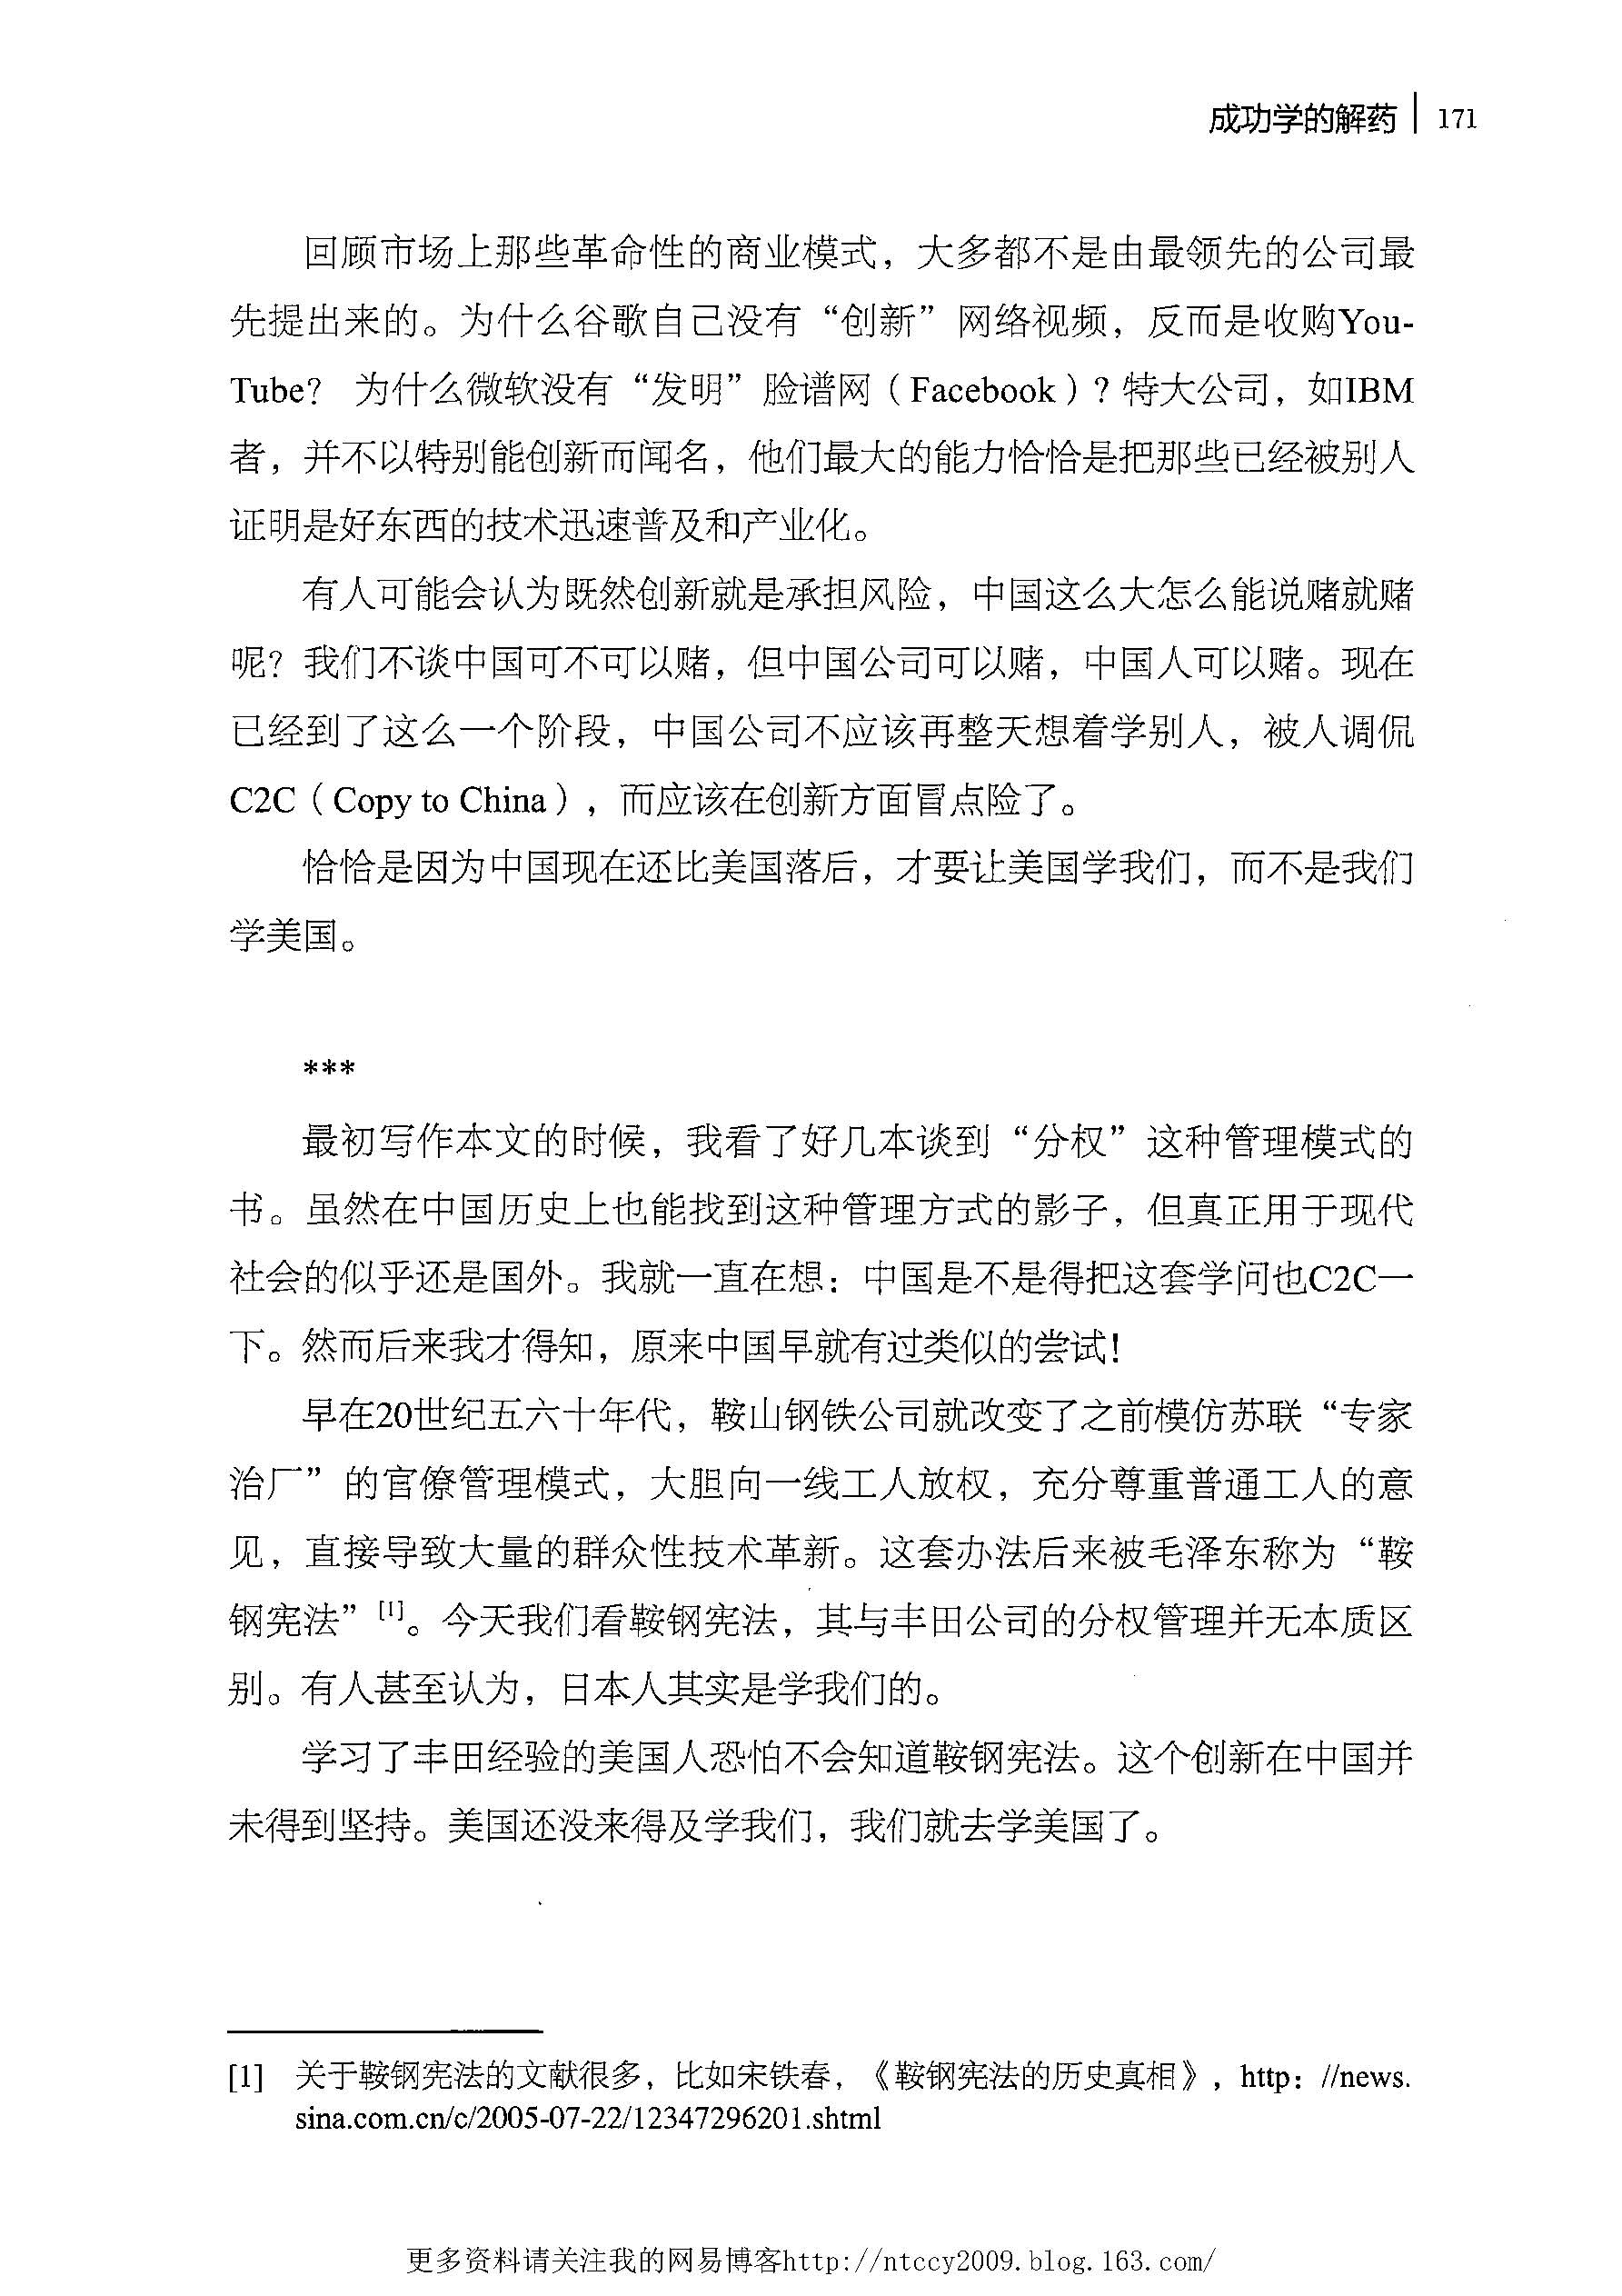 成功学的解药 171
回顾市场上那些革命性的商业模式，大多都不是由最领先的公司最
先提出来的。为什么谷歌自己没有“创新”网络视频，反而是收购You-
Tube？ 为什么微软没有“发明”脸谱网（Facebook）？特大公司，如IBM
者，并不以特别能创新而闻名，他们最大的能力恰恰是把那些已经被别人
证明是好东西的技术迅速普及和产业化。
有人可能会认为既然创新就是承担风险，中国这么大怎么能说赌就赌
呢？我们不谈中国可不可以赌，但中国公司可以赌，中国人可以赌。现在
已经到了这么一个阶段，中国公司不应该再整天想着学别人，被人调侃
C2C（Copy to China），而应该在创新方面冒点险了。
恰恰是因为中国现在还比美国落后，才要让美国学我们，而不是我们
学美国。
***
最初写作本文的时候，我看了好几本谈到“分权”这种管理模式的
书。虽然在中国历史上也能找到这种管理方式的影子，但真正用于现代
社会的似乎还是国外。我就一直在想：中国是不是得把这套学问也C2C一
下。然而后来我才得知，原来中国早就有过类似的尝试！
早在20世纪五六十年代，鞍山钢铁公司就改变了之前模仿苏联“专家
治厂”的官僚管理模式，大胆向一线工人放权，充分尊重普通工人的意
见，直接导致大量的群众性技术革新。这套办法后来被毛泽东称为“鞍
钢宪法”[1]。今天我们看鞍钢宪法，其与丰田公司的分权管理并无本质区
别。有人甚至认为，日本人其实是学我们的。
学习了丰田经验的美国人恐怕不会知道鞍钢宪法。这个创新在中国并
未得到坚持。美国还没来得及学我们，我们就去学美国了。
[1] 关于鞍钢宪法的文献很多，比如宋铁春，《鞍钢宪法的历史真相》，http：//news.
sina.com.cn/c/2005-07-22/12347296201.shtml
更多资料请关注我的网易博客http://ntccy2009.blog.163.com/